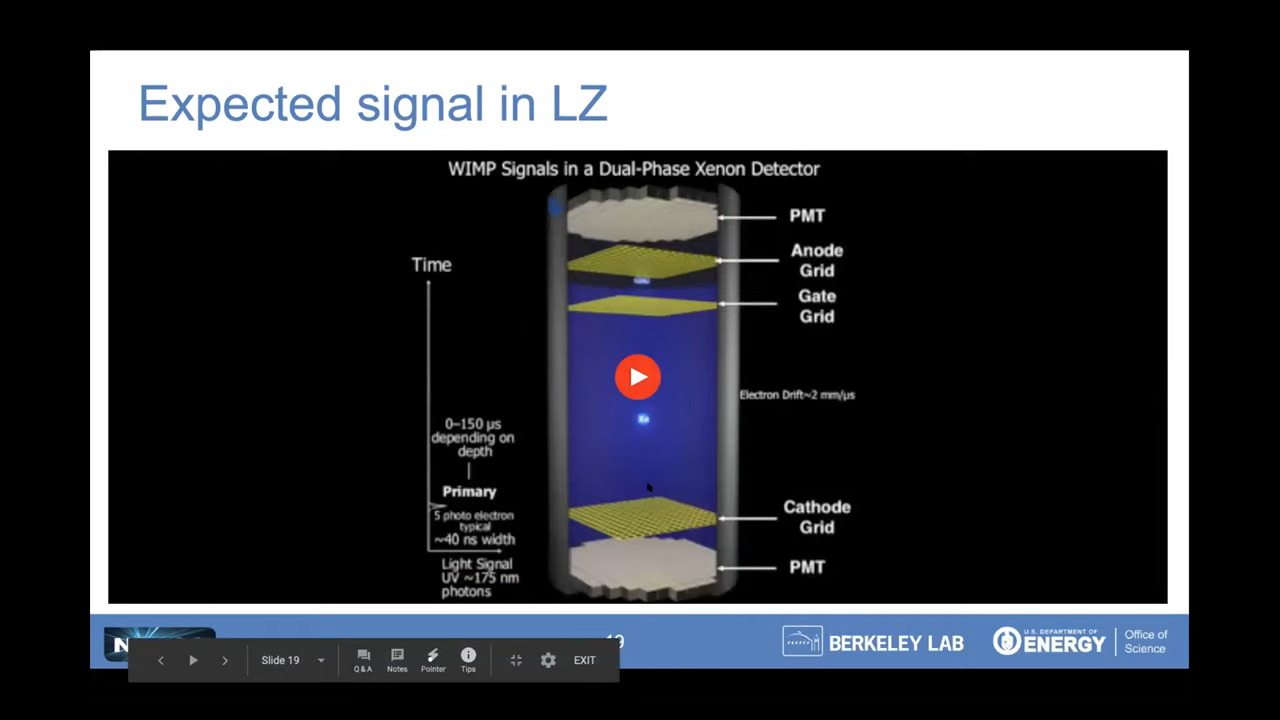 Expected signal in LZ
WIMP Signals in a Dual-Phase Xenon Detector
PMT
Anode
Grid
Time
Gate
Grid
Electron Drift~2 mm/µs
0–150 µs
depending on
depth
Primary
5 photo electron
typical
~40 ns width
Light Signal
UV ~175 nm
photons
Xe
Cathode
Grid
PMT
BERKELEY LAB
U.S. DEPARTMENT OF
ENERGY
Office of
Science
Slide 19
Q & A
Notes
Pointer
Tips
EXIT